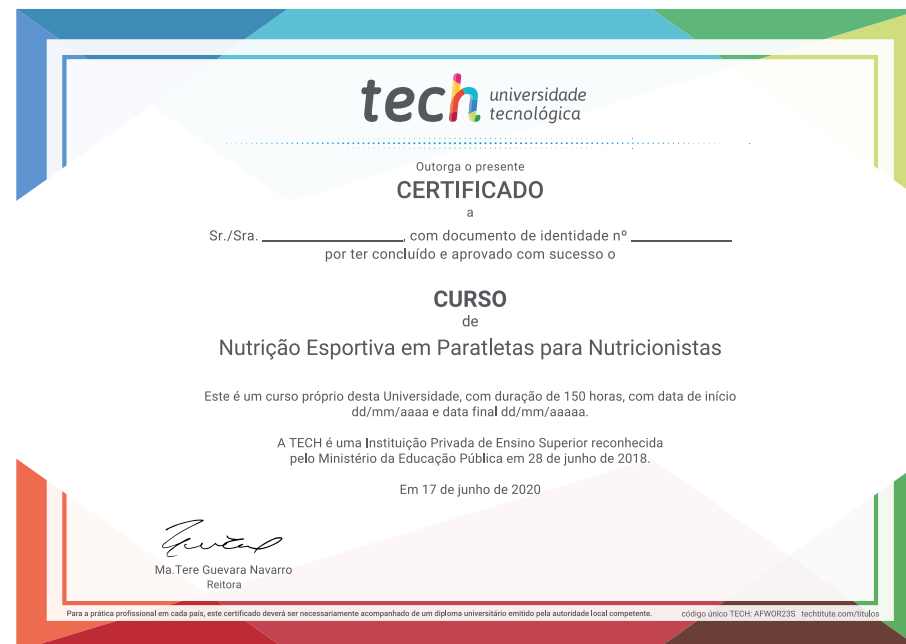 tech universidade
tecnológica
Outorga o presente
CERTIFICADO
a
Sr./Sra. ________________, com documento de identidade nº ____________
por ter concluído e aprovado com sucesso o
CURSO
de
Nutrição Esportiva em Paratletas para Nutricionistas
Este é um curso próprio desta Universidade, com duração de 150 horas, com data de início
dd/mm/aaaa e data final dd/mm/aaaaa.
A TECH é uma Instituição Privada de Ensino Superior reconhecida
pelo Ministério da Educação Pública em 28 de junho de 2018.
Em 17 de junho de 2020
Ma.Tere Guevara Navarro
Reitora
Para a prática profissional em cada país, este certificado deverá ser necessariamente acompanhado de um diploma universitário emitido pela autoridade local competente. código único TECH: AFWOR23S techtitute.com/titulos